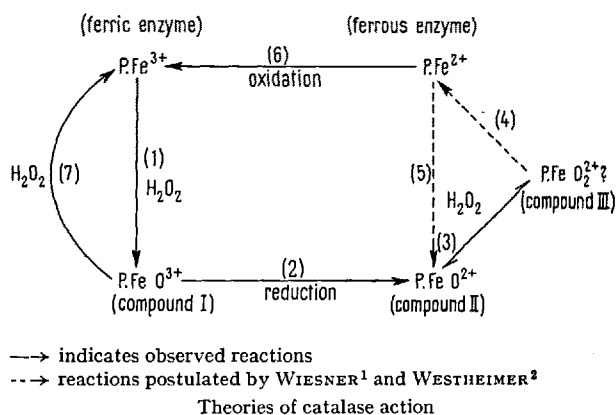 (ferric enzyme) (ferrous enzyme)
P.Fe³⁺ (6) P.Fe²⁺
oxidation
(4)
H₂O₂ (7) (1) (5) P.Fe O₂²⁺?
H₂O₂ H₂O₂ (compound III)
(3)
P.Fe O³⁺ (2) P.Fe O²⁺
(compound I) reduction (compound II)
⟶ indicates observed reactions
--→ reactions postulated by WIESNER¹ and WESTHEIMER²
Theories of catalase action